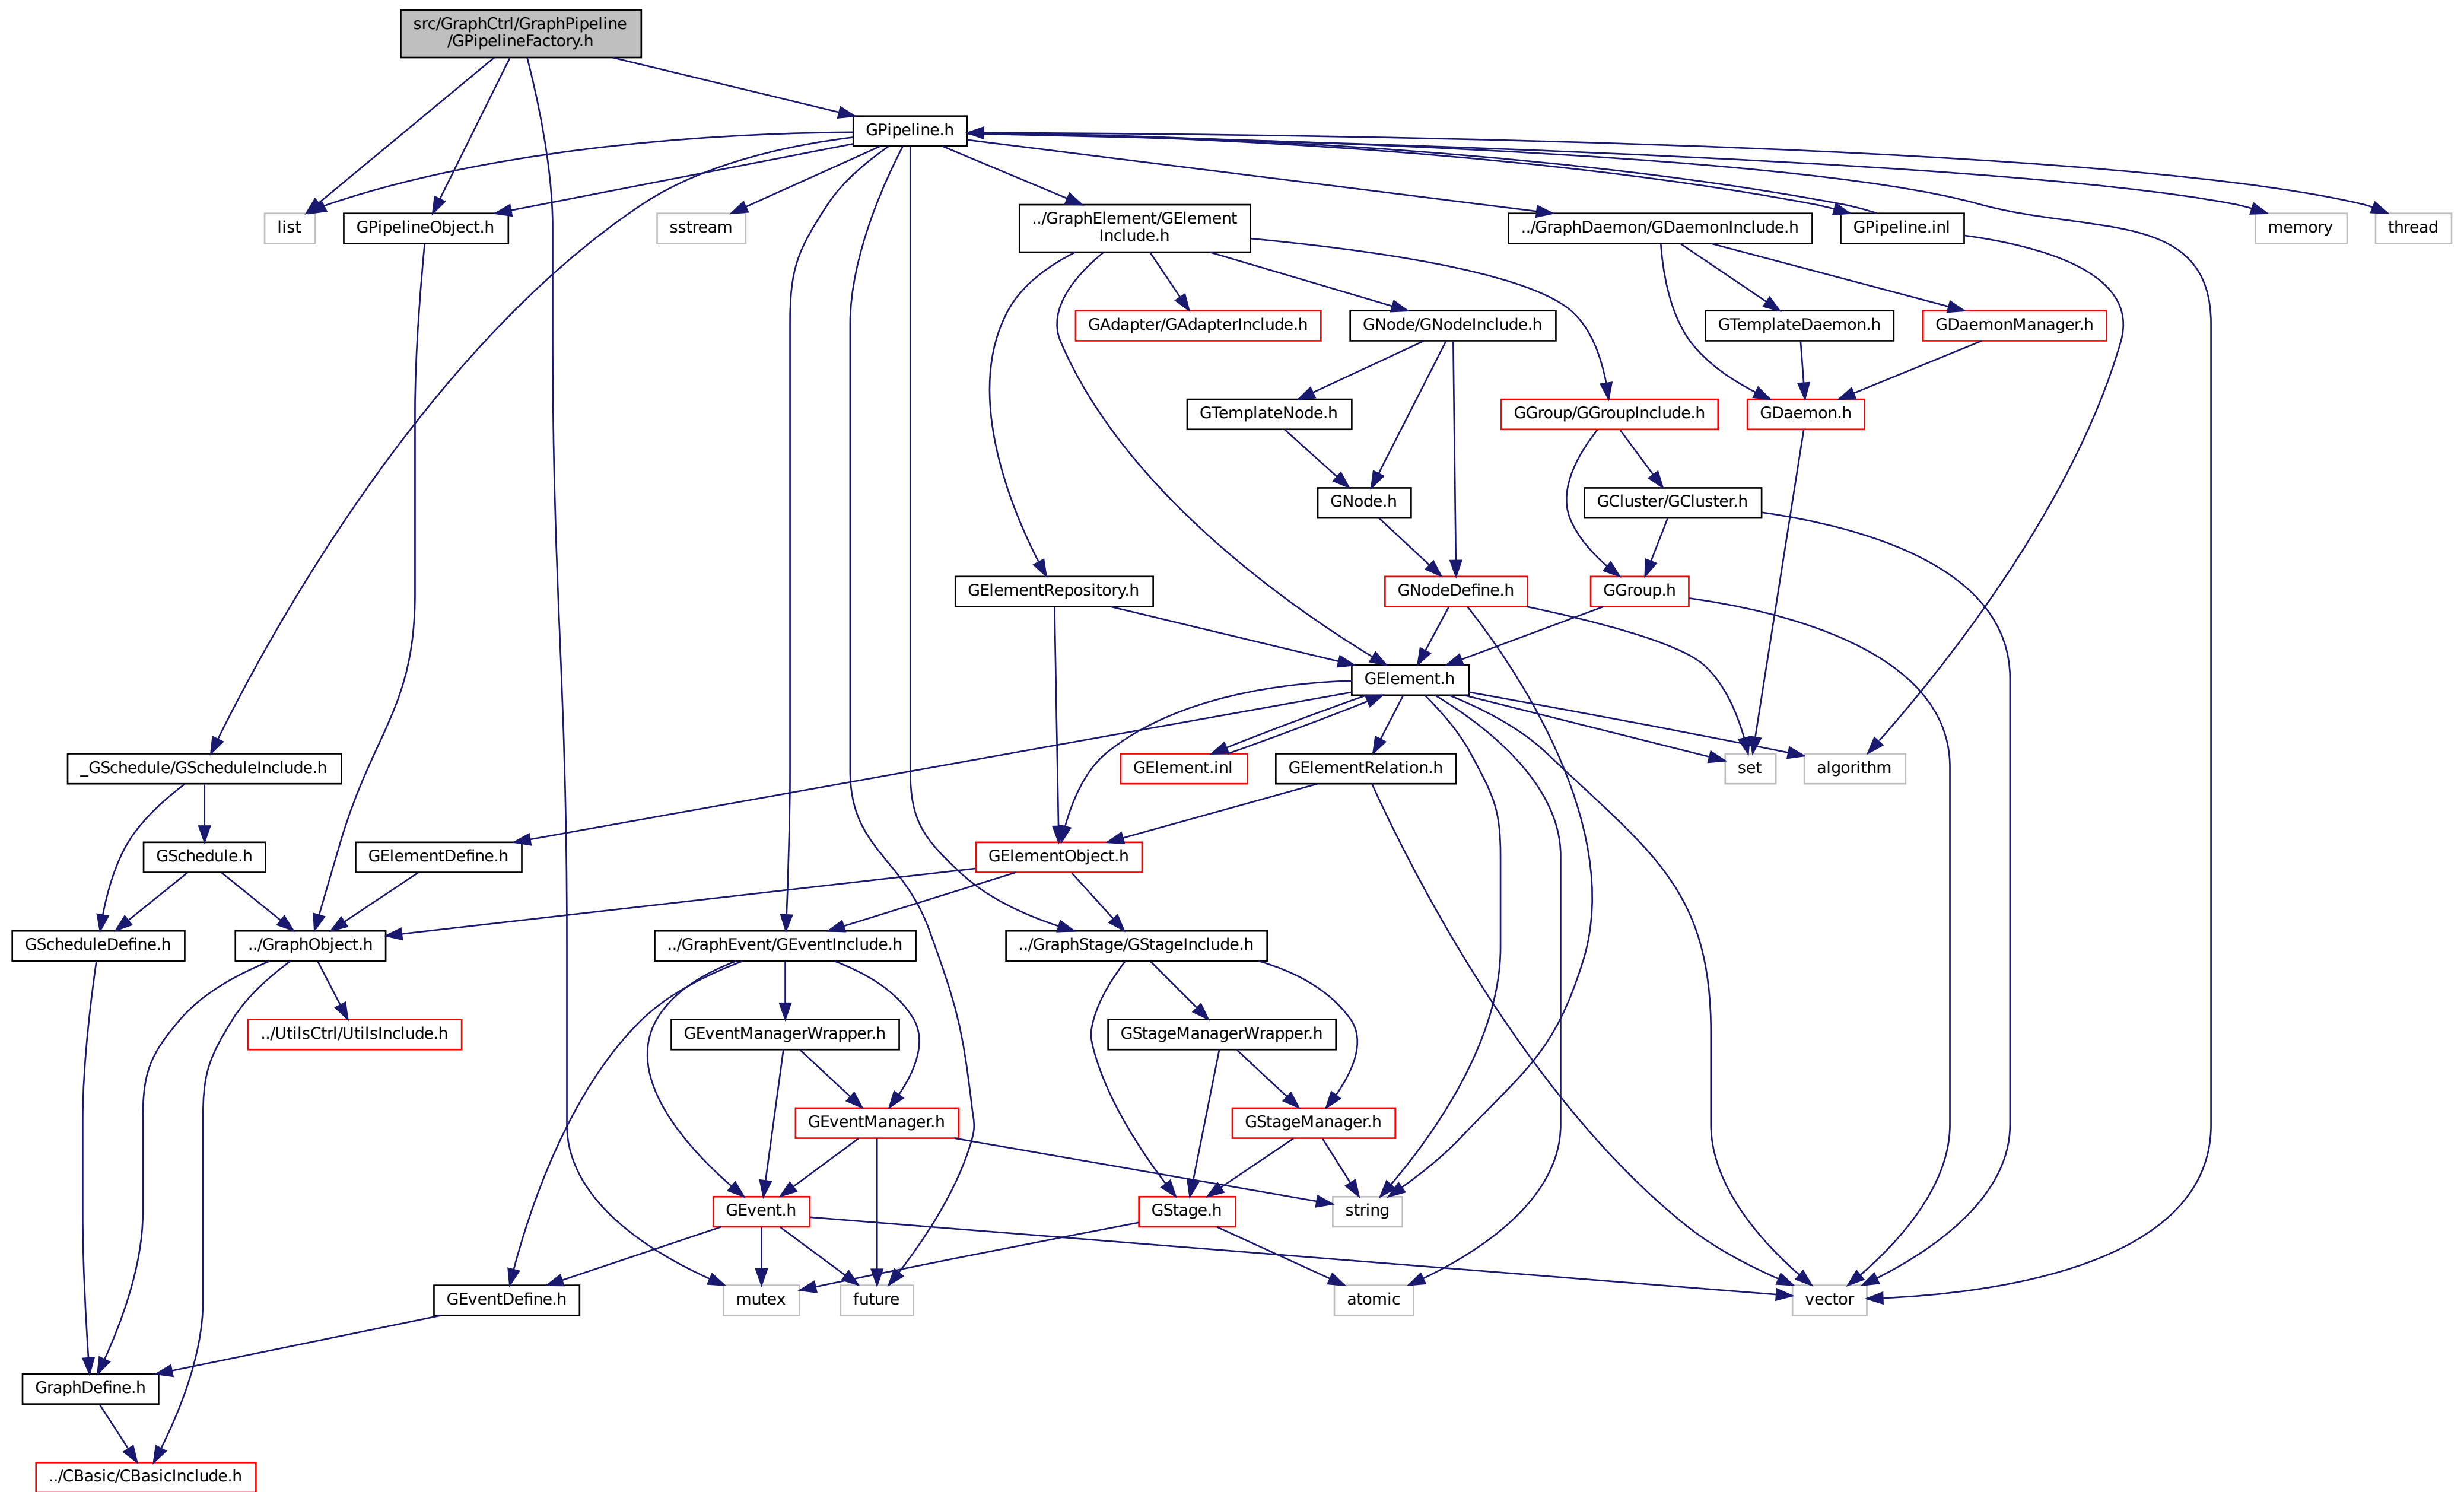 src/GraphCtrl/GraphPipeline
/GPipelineFactory.h
GPipeline.h
list
GPipelineObject.h
sstream
../GraphElement/GElement
Include.h
../GraphDaemon/GDaemonInclude.h
GPipeline.inl
memory
thread
GAdapter/GAdapterInclude.h
GNode/GNodeInclude.h
GTemplateDaemon.h
GDaemonManager.h
GTemplateNode.h
GGroup/GGroupInclude.h
GDaemon.h
GNode.h
GCluster/GCluster.h
GElementRepository.h
GNodeDefine.h
GGroup.h
GElement.h
_GSchedule/GScheduleInclude.h
GElement.inl
GElementRelation.h
set
algorithm
GSchedule.h
GElementDefine.h
GElementObject.h
GScheduleDefine.h
../GraphObject.h
../GraphEvent/GEventInclude.h
../GraphStage/GStageInclude.h
../UtilsCtrl/UtilsInclude.h
GEventManagerWrapper.h
GStageManagerWrapper.h
GEventManager.h
GStageManager.h
GEvent.h
GStage.h
string
GEventDefine.h
mutex
future
atomic
vector
GraphDefine.h
../CBasic/CBasicInclude.h